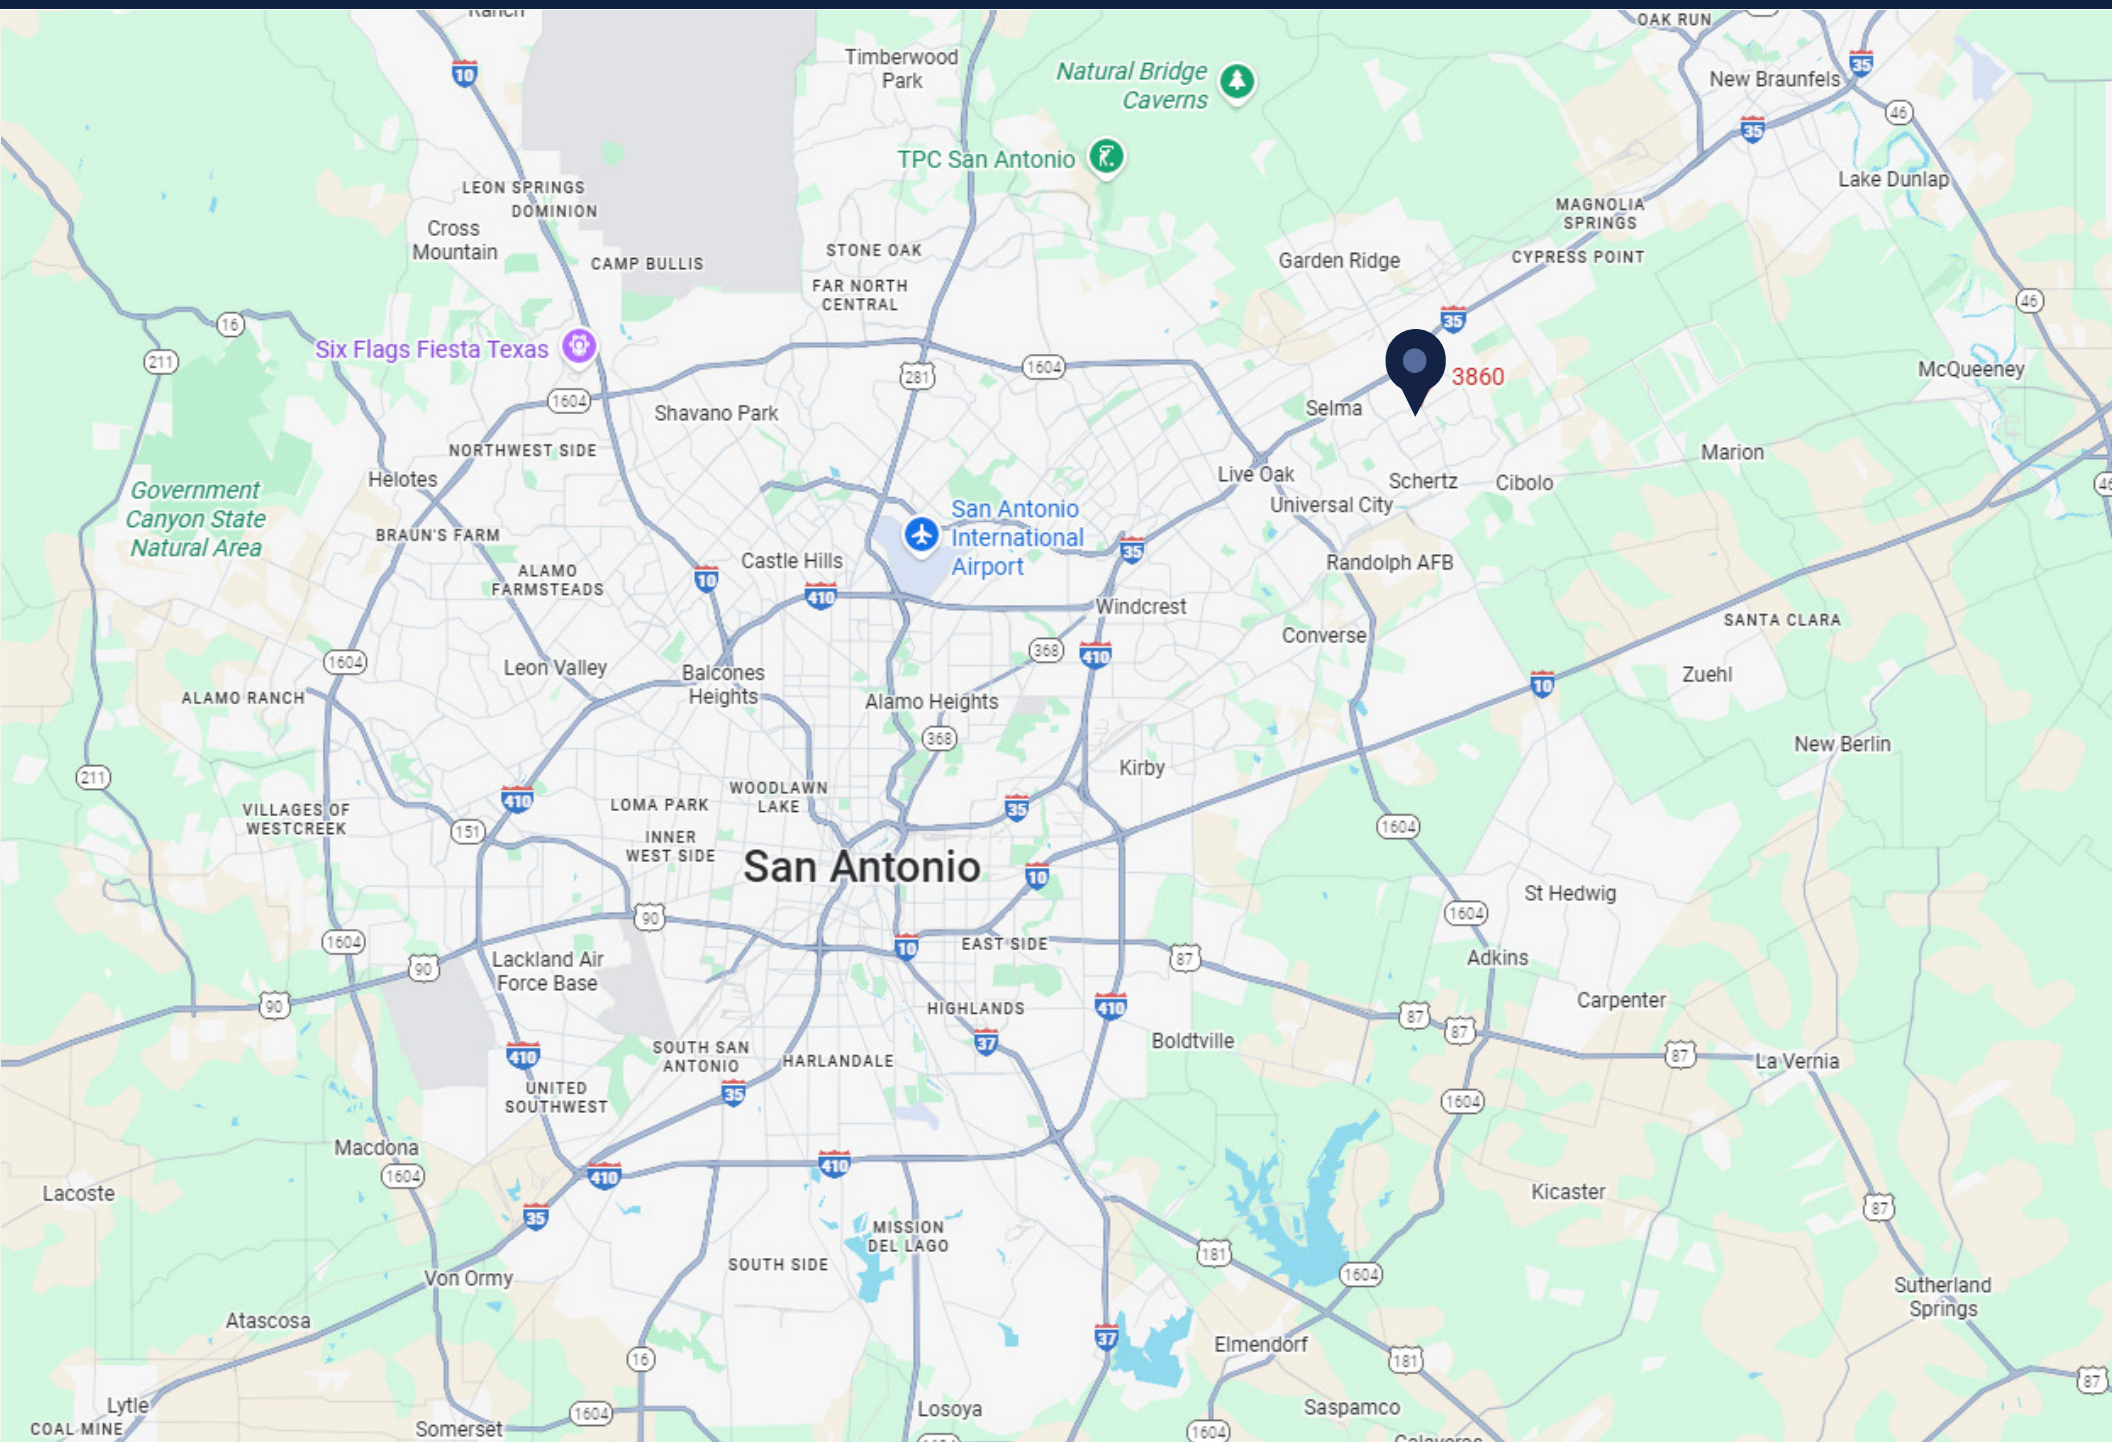 Ranch
OAK RUN
Timberwood
Park
Natural Bridge
Caverns
10
35
New Braunfels
46
35
TPC San Antonio
Lake Dunlap
LEON SPRINGS
DOMINION
MAGNOLIA
SPRINGS
Cross
Mountain
STONE OAK
CAMP BULLIS
Garden Ridge
CYPRESS POINT
FAR NORTH
CENTRAL
46
16
35
Six Flags Fiesta Texas
211
1604
281
3860
McQueeney
1604
Shavano Park
Selma
NORTHWEST SIDE
Marion
Helotes
Live Oak
Schertz
Cibolo
46
Government
Canyon State
Natural Area
Universal City
San Antonio
International
Airport
BRAUN'S FARM
35
Castle Hills
Randolph AFB
ALAMO
FARMSTEADS
10
410
Windcrest
SANTA CLARA
Converse
368
410
1604
Leon Valley
Balcones
Heights
Zuehl
10
ALAMO RANCH
Alamo Heights
368
New Berlin
Kirby
211
WOODLAWN
LAKE
410
LOMA PARK
35
VILLAGES OF
WESTCREEK
151
1604
INNER
WEST SIDE
San Antonio
10
St Hedwig
90
1604
1604
10
EAST SIDE
87
Adkins
90
Lackland Air
Force Base
90
Carpenter
HIGHLANDS
410
87
87
Boldtville
37
SOUTH SAN
ANTONIO
HARLANDALE
410
87
La Vernia
35
UNITED
SOUTHWEST
1604
Macdona
1604
410
410
Lacoste
Kicaster
35
87
MISSION
DEL LAGO
181
SOUTH SIDE
Von Ormy
1604
Sutherland
Springs
Atascosa
37
Elmendorf
16
181
87
Lytle
COAL MINE
1604
Losoya
Saspamco
Somerset
1604
1604
Calaveras